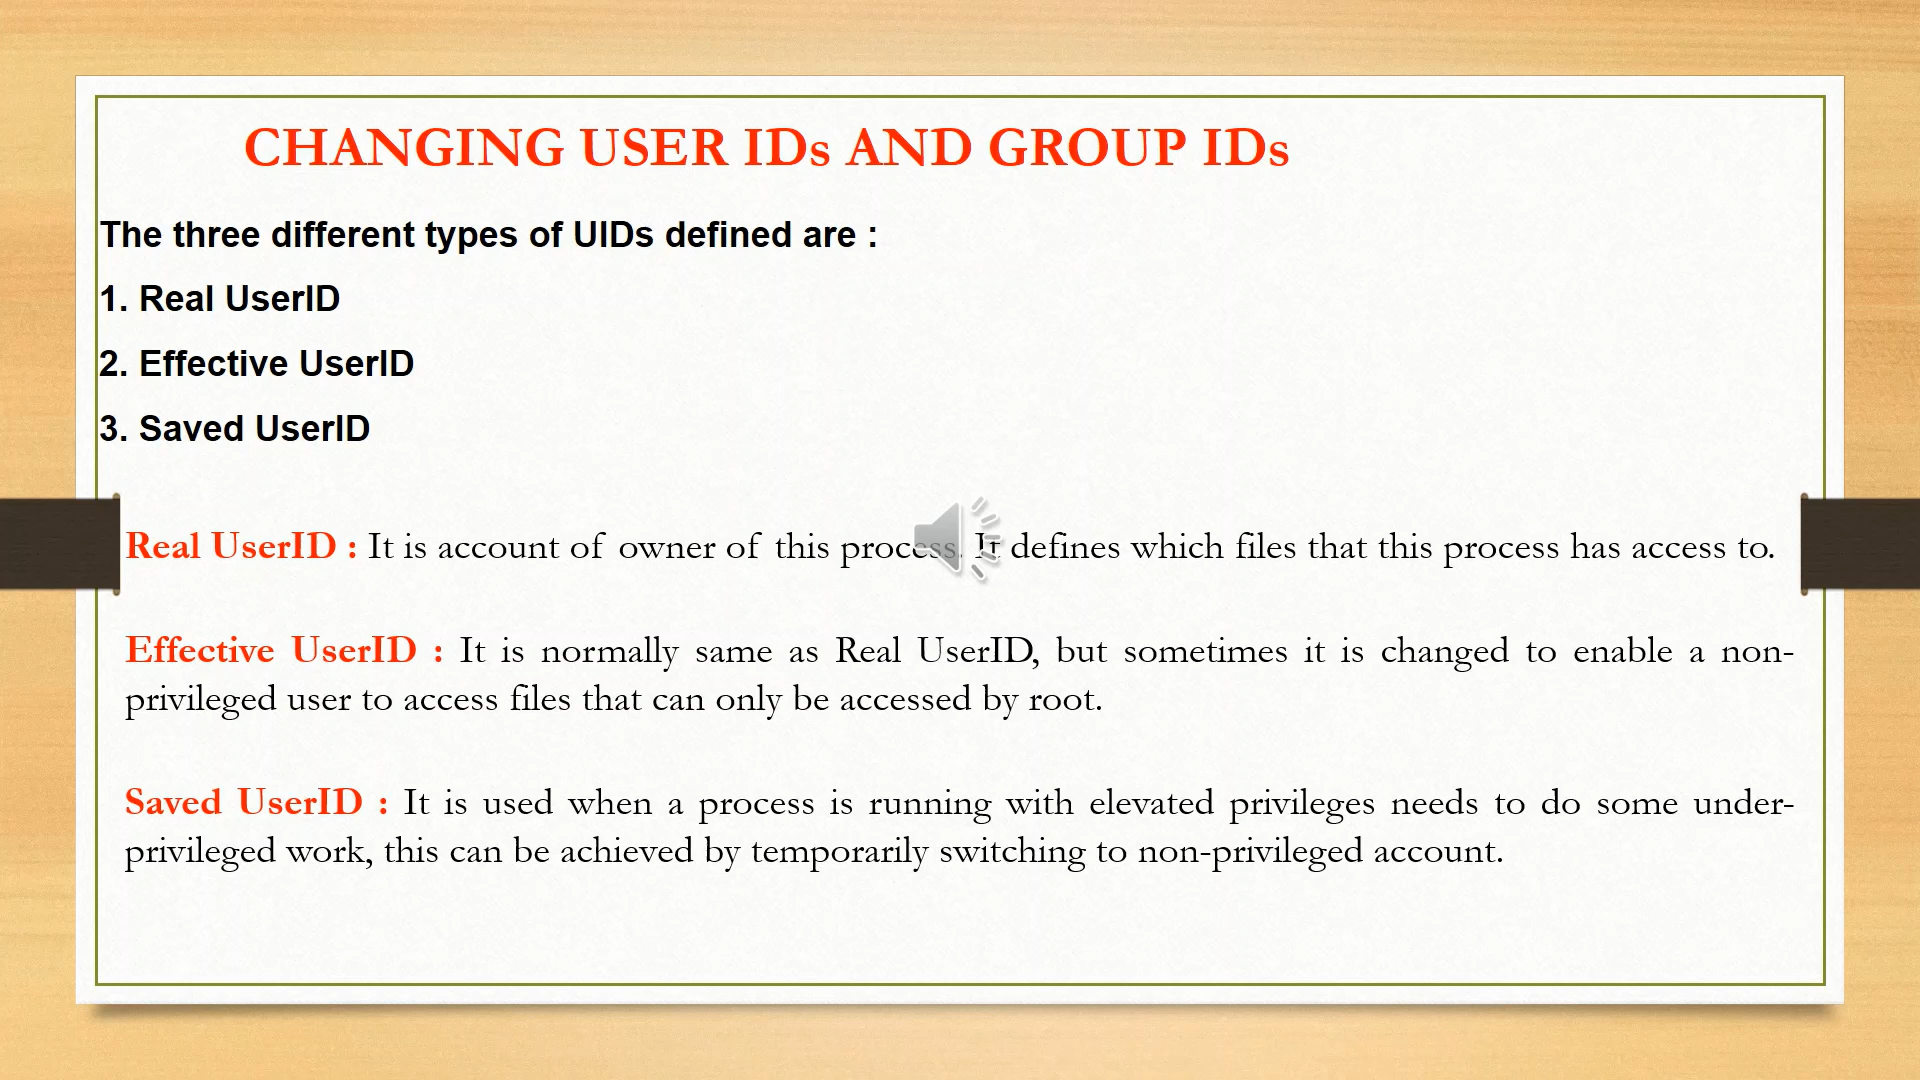 CHANGING USER IDs AND GROUP IDs
The three different types of UIDs defined are :
1. Real UserID
2. Effective UserID
3. Saved UserID
Real UserID : It is account of owner of this process. It defines which files that this process has access to.
Effective UserID : It is normally same as Real UserID, but sometimes it is changed to enable a non-
privileged user to access files that can only be accessed by root.
Saved UserID : It is used when a process is running with elevated privileges needs to do some under-
privileged work, this can be achieved by temporarily switching to non-privileged account.